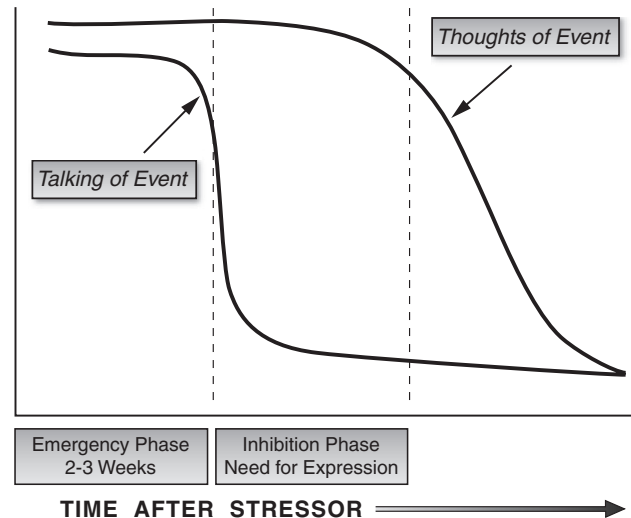 Thoughts of Event
Talking of Event
Emergency Phase
2-3 Weeks
Inhibition Phase
Need for Expression
TIME AFTER STRESSOR